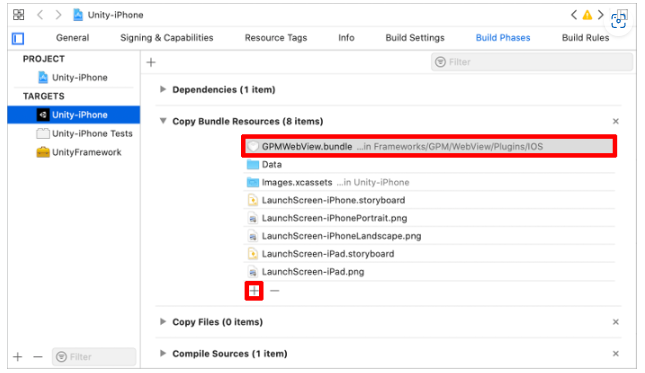 Unity-iPhone
General Signing & Capabilities Resource Tags Info Build Settings Build Phases Build Rules
PROJECT
Unity-iPhone
TARGETS
Unity-iPhone
Unity-iPhone Tests
UnityFramework
Filter
Dependencies (1 item)
Copy Bundle Resources (8 items)
GPMWebView.bundle ...in Frameworks/GPM/WebView/Plugins/IOS
Data
Images.xcassets ...in Unity-iPhone
LaunchScreen-iPhone.storyboard
LaunchScreen-iPhonePortrait.png
LaunchScreen-iPhoneLandscape.png
LaunchScreen-iPad.storyboard
LaunchScreen-iPad.png
Copy Files (0 items)
Compile Sources (1 item)
Filter